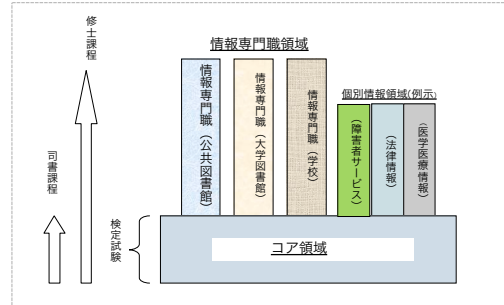 修士課程
司書課程
検定試験
情報専門職領域
情報専門職（公共図書館）
情報専門職（大学図書館）
情報専門職（学校）
個別情報領域(例示)
（障害者サービス）
（法律情報）
（医学医療情報）
コア領域